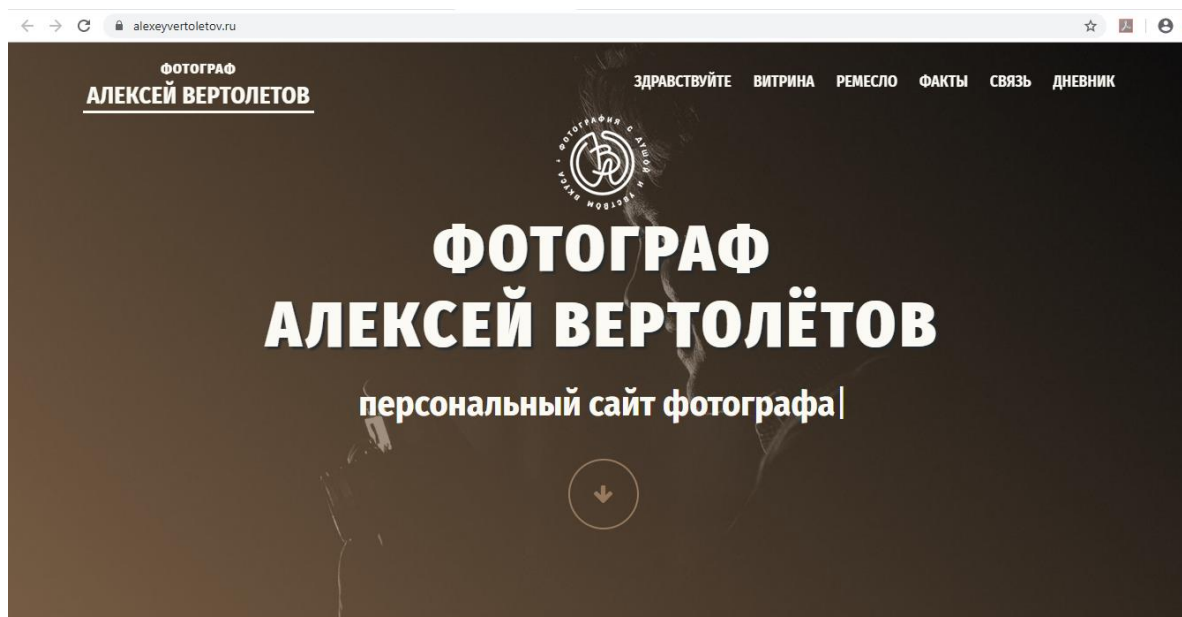 alexeyvertoletov.ru
ФОТОГРАФ
АЛЕКСЕЙ ВЕРТОЛЕТОВ
ЗДРАВСТВУЙТЕ ВИТРИНА РЕМЕСЛО ФАКТЫ СВЯЗЬ ДНЕВНИК
ФОТОГРАФИЯ С ДУШОЙ И ЧУВСТВОМ ВКУСА
ФОТОГРАФ
АЛЕКСЕЙ ВЕРТОЛЁТОВ
персональный сайт фотографа